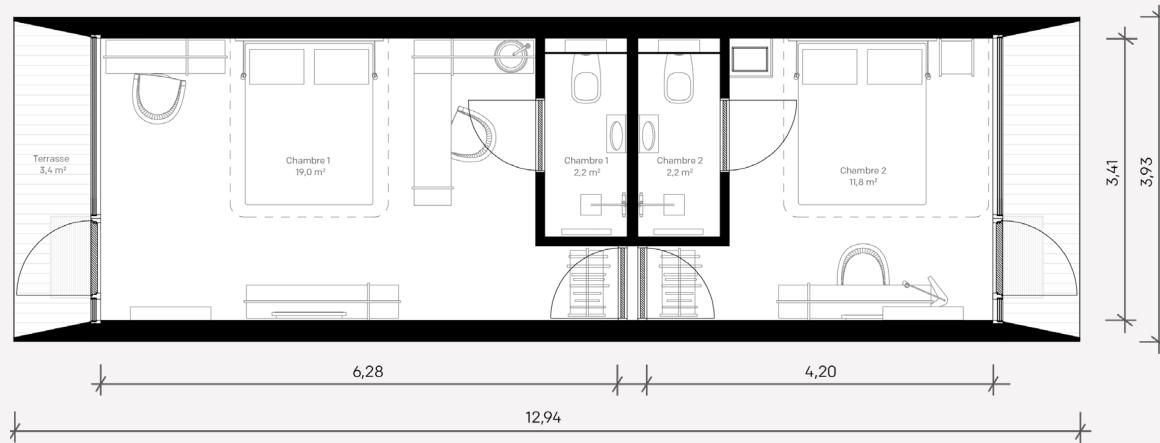 Terrasse
3,4 m²
Chambre 1
19,0 m²
Chambre 1
2,2 m²
Chambre 2
2,2 m²
Chambre 2
11,8 m²
3,41
3,93
6,28
4,20
12,94